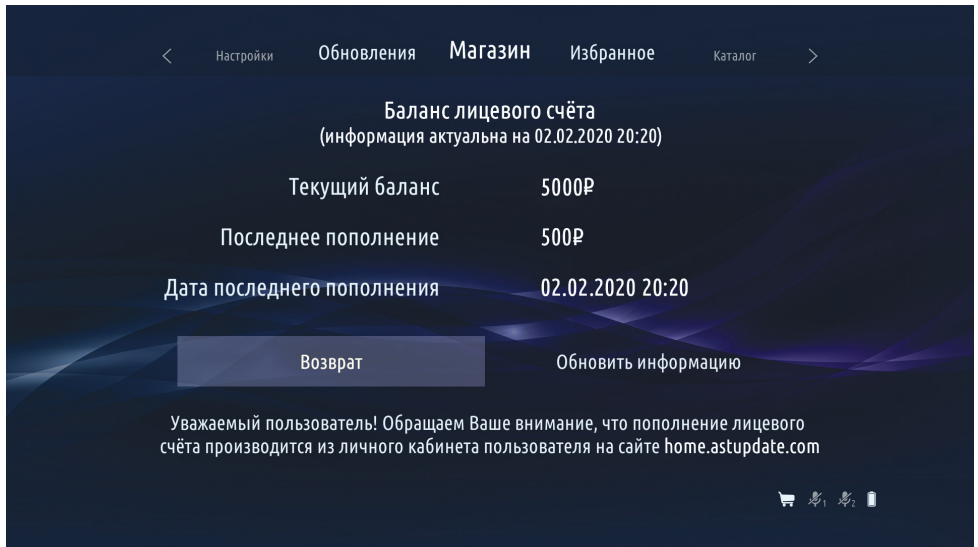 < Настройки Обновления Магазин Избранное Каталог >
Баланс лицевого счёта
(информация актуальна на 02.02.2020 20:20)
Текущий баланс 5000₽
Последнее пополнение 500₽
Дата последнего пополнения 02.02.2020 20:20
Возврат Обновить информацию
Уважаемый пользователь! Обращаем Ваше внимание, что пополнение лицевого
счёта производится из личного кабинета пользователя на сайте home.astupdate.com
1 2